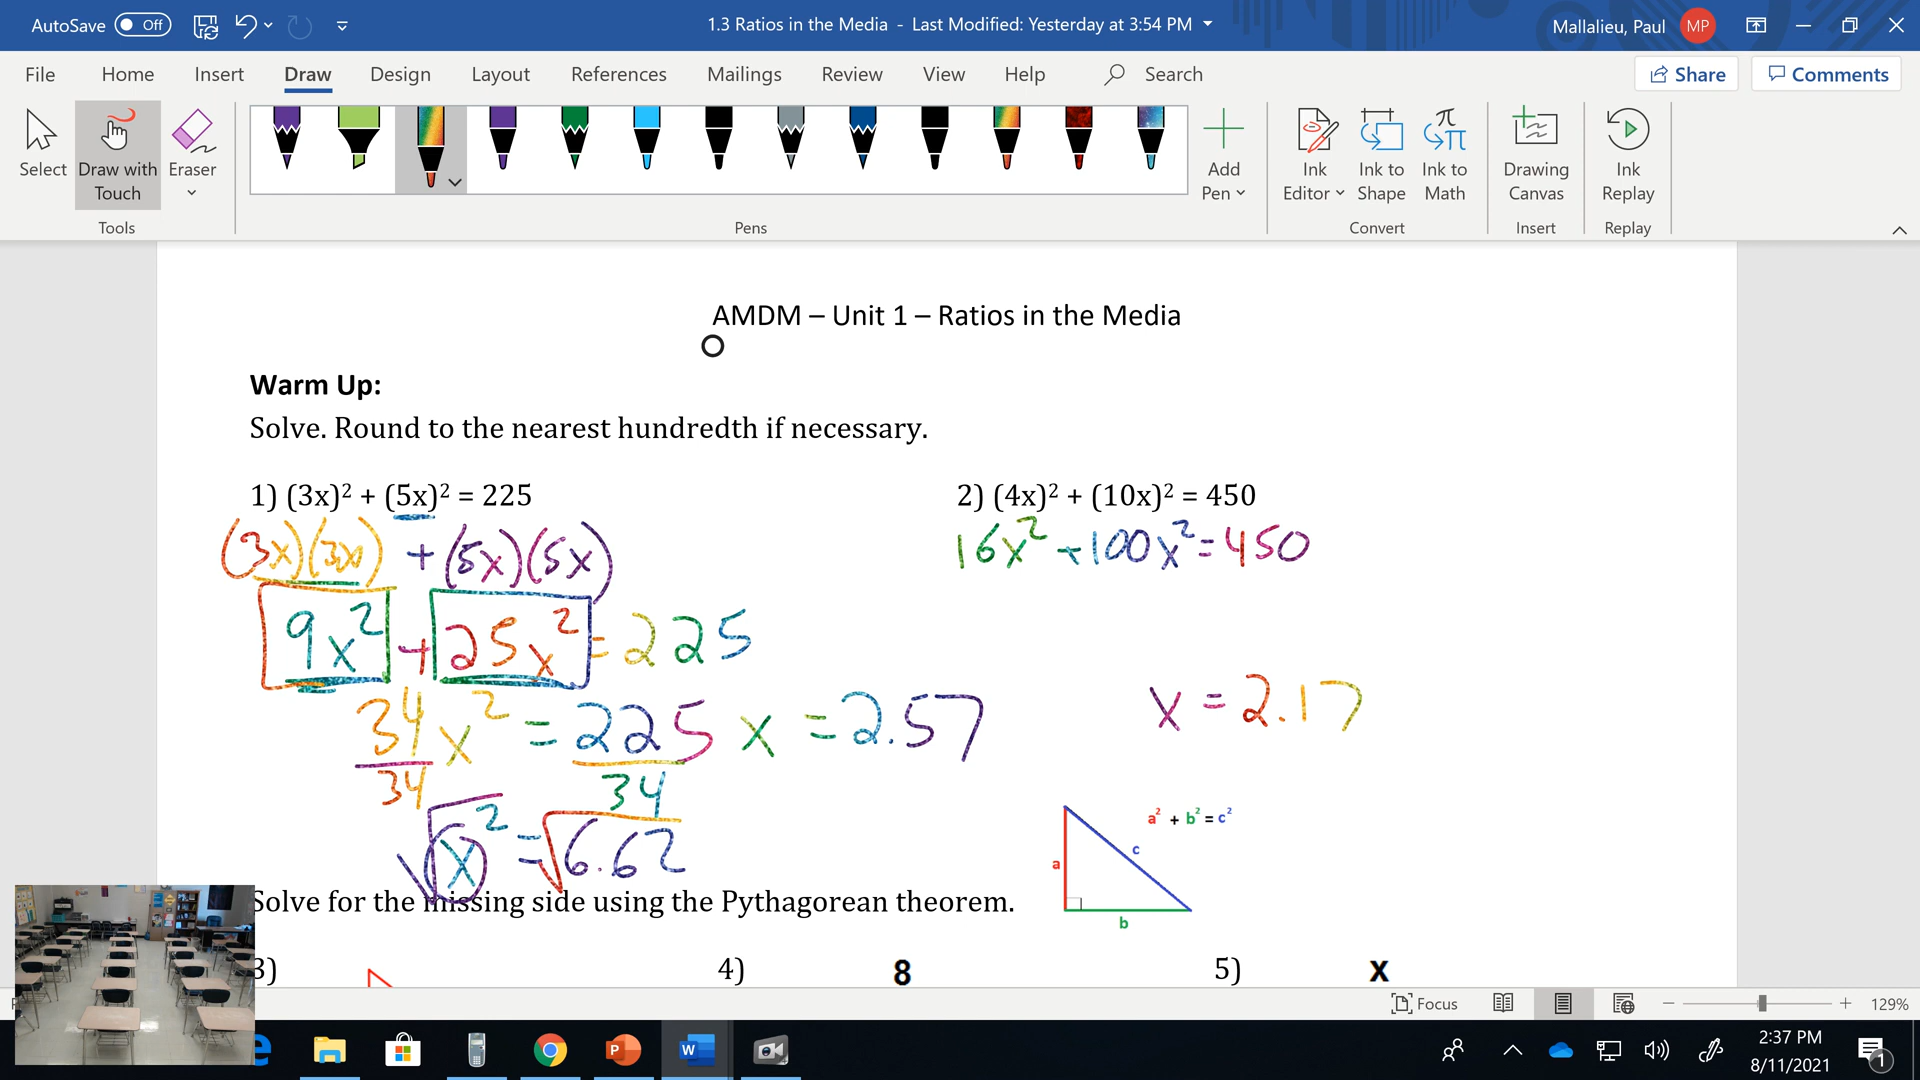 AutoSave Off 1.3 Ratios in the Media - Last Modified: Yesterday at 3:54 PM Mallalieu, Paul MP
File Home Insert Draw Design Layout References Mailings Review View Help Search Share Comments
Select Draw with Touch Eraser Add Pen Ink Editor Ink to Shape Ink to Math Drawing Canvas Ink Replay
Tools Pens Convert Insert Replay
AMDM – Unit 1 – Ratios in the Media
Warm Up:
Solve. Round to the nearest hundredth if necessary.
1) (3x)² + (5x)² = 225
(3x)(3x) + (5x)(5x)
9x² + 25x² = 225
34x² = 225 x = 2.57
34 34
√x² = √6.62
2) (4x)² + (10x)² = 450
16x² + 100x² = 450
x = 2.17
a² + b² = c²
a
c
b
Solve for the missing side using the Pythagorean theorem.
3) 4) 8 5) X
Focus 129%
2:37 PM
8/11/2021
1